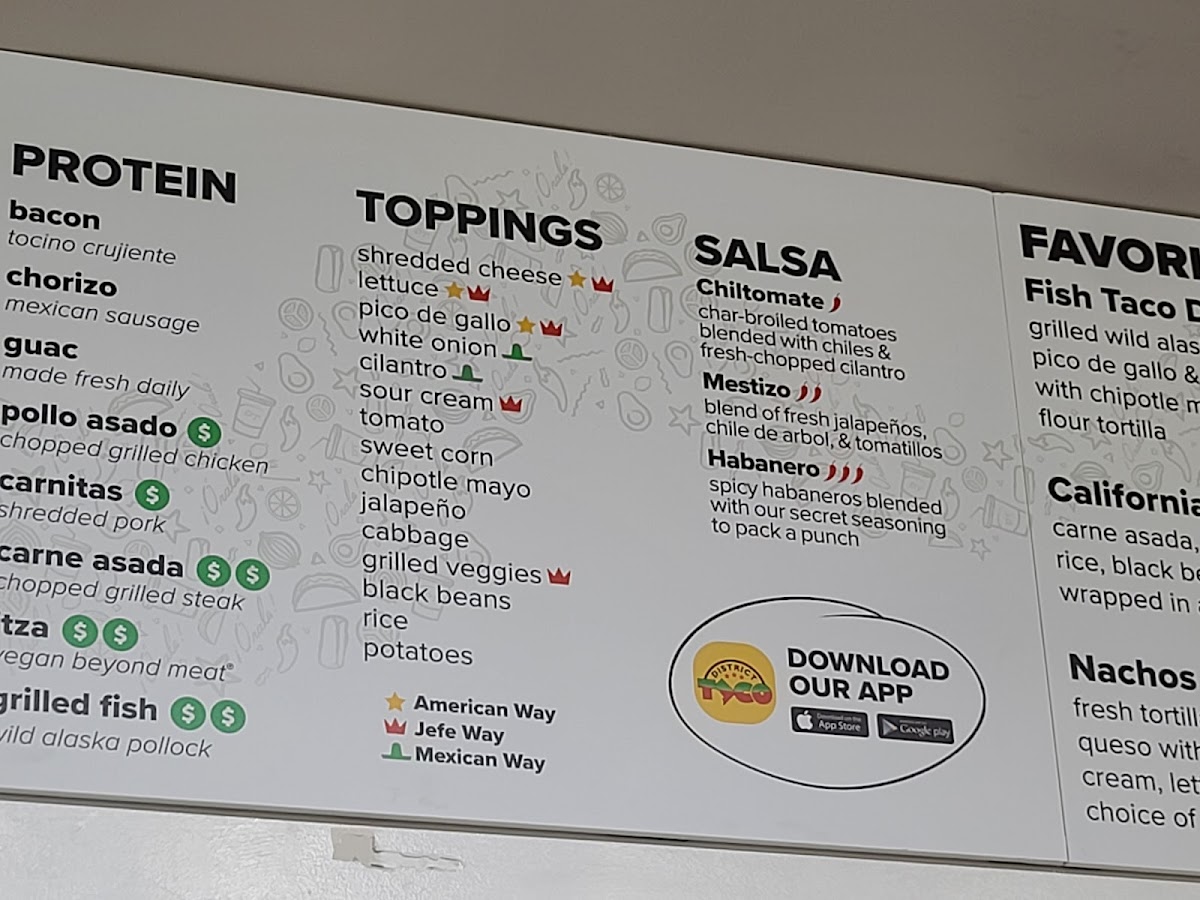 PROTEIN
bacon
tocino crujiente
chorizo
mexican sausage
guac
made fresh daily
pollo asado $
chopped grilled chicken
carnitas $
shredded pork
carne asada $ $
chopped grilled steak
tza $ $
vegan beyond meat®
grilled fish $ $
wild alaska pollock
TOPPINGS
shredded cheese
lettuce
pico de gallo
white onion
cilantro
sour cream
tomato
sweet corn
chipotle mayo
jalapeño
cabbage
grilled veggies
black beans
rice
potatoes
American Way
Jefe Way
Mexican Way
SALSA
Chiltomate
char-broiled tomatoes
blended with chiles &
fresh-chopped cilantro
Mestizo
blend of fresh jalapeños,
chile de arbol, & tomatillos
Habanero
spicy habaneros blended
with our secret seasoning
to pack a punch
DISTRICT
TACO
DOWNLOAD
OUR APP
Download on the
App Store
Google play
FAVORI
Fish Taco D
grilled wild alas
pico de gallo &
with chipotle m
flour tortilla
California
carne asada,
rice, black be
wrapped in a
Nachos
fresh tortill
queso with
cream, let
choice of